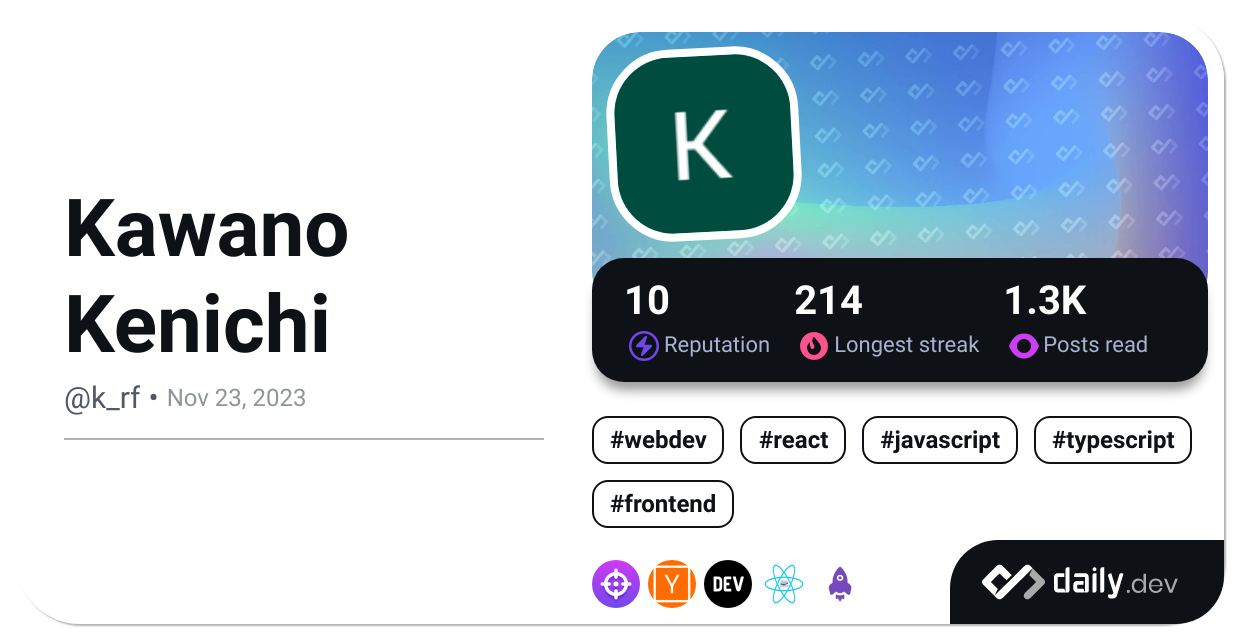 Kawano
Kenichi
@k_rf • Nov 23, 2023
K
10 214 1.3K
Reputation Longest streak Posts read
#webdev #react #javascript #typescript
#frontend
Y DEV
daily.dev